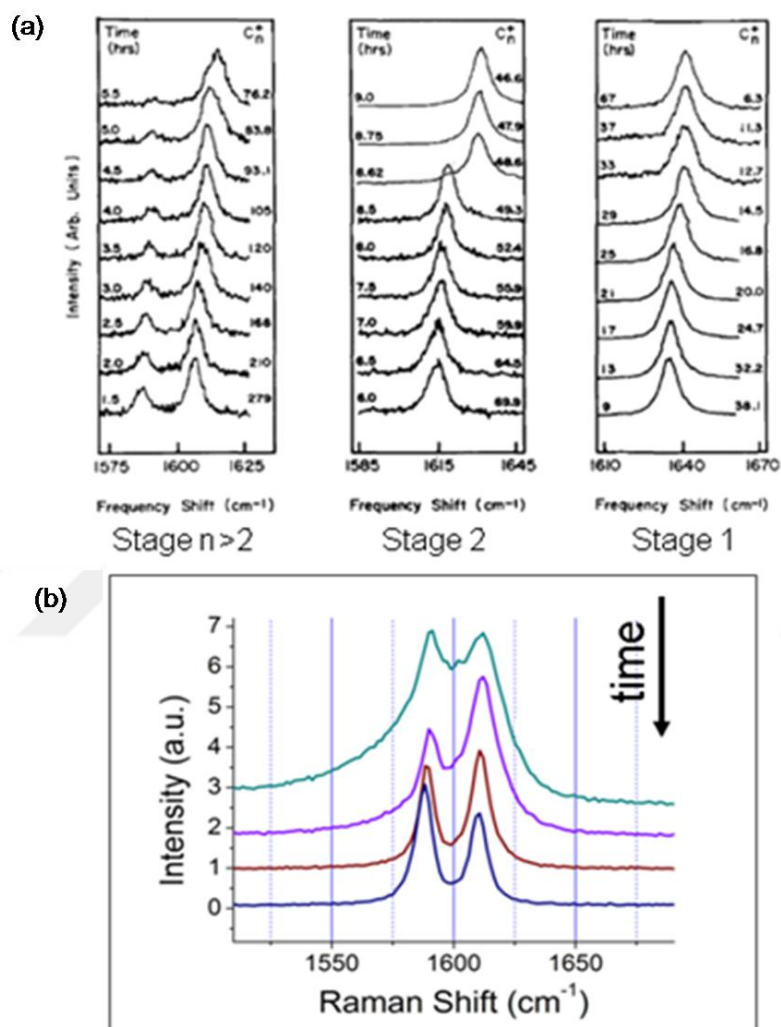 (a)
Time (hrs) C_n^+
5.5 76.2
5.0 83.8
4.5 93.1
4.0 105
3.5 120
3.0 140
2.5 168
2.0 210
1.5 279
1575 1600 1625
Frequency Shift (cm-1)
Stage n>2
Intensity (Arb. Units)
Time (hrs) C_n^+
9.0 46.6
8.75 47.9
8.62 48.6
8.5 49.3
8.0 52.4
7.5 55.9
7.0 59.9
6.5 64.5
6.0 69.9
1585 1615 1645
Frequency Shift (cm-1)
Stage 2
Time (hrs) C_n^+
67 6.3
37 11.3
33 12.7
29 14.5
25 16.8
21 20.0
17 24.7
13 32.2
9 38.1
1610 1640 1670
Frequency Shift (cm-1)
Stage 1
(b)
7
6
5
4
3
2
1
0
Intensity (a.u.)
time
1550 1600 1650
Raman Shift (cm-1)